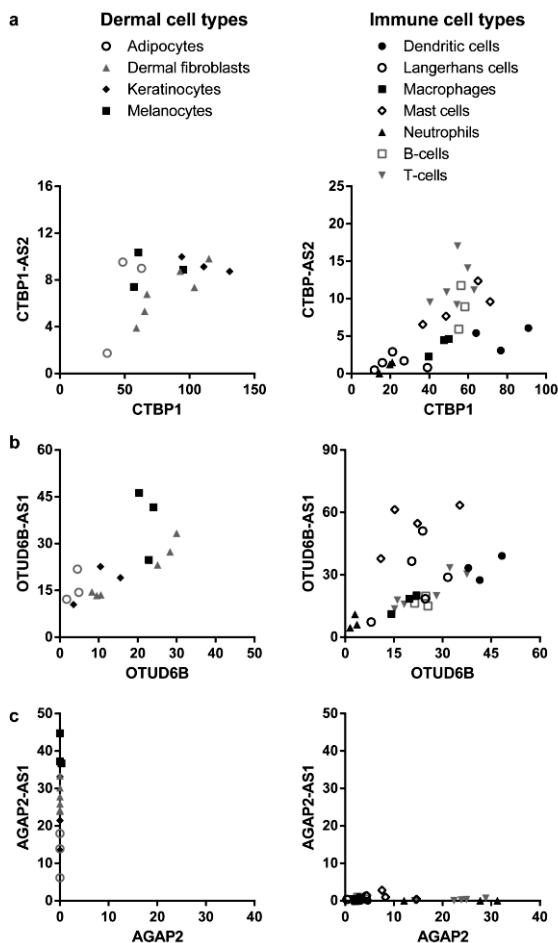 a
Dermal cell types
Adipocytes
Dermal fibroblasts
Keratinocytes
Melanocytes
Immune cell types
Dendritic cells
Langerhans cells
Macrophages
Mast cells
Neutrophils
B-cells
T-cells
CTBP1-AS2
16
12
8
4
0
0 50 100 150
CTBP1
CTBP-AS2
25
20
15
10
5
0
0 20 40 60 80 100
CTBP1
b
OTUD6B-AS1
60
45
30
15
0
0 10 20 30 40 50
OTUD6B
OTUD6B-AS1
90
60
30
0
0 15 30 45 60
OTUD6B
c
AGAP2-AS1
50
40
30
20
10
0
0 10 20 30 40
AGAP2
AGAP2-AS1
50
40
30
20
10
0
0 10 20 30 40
AGAP2